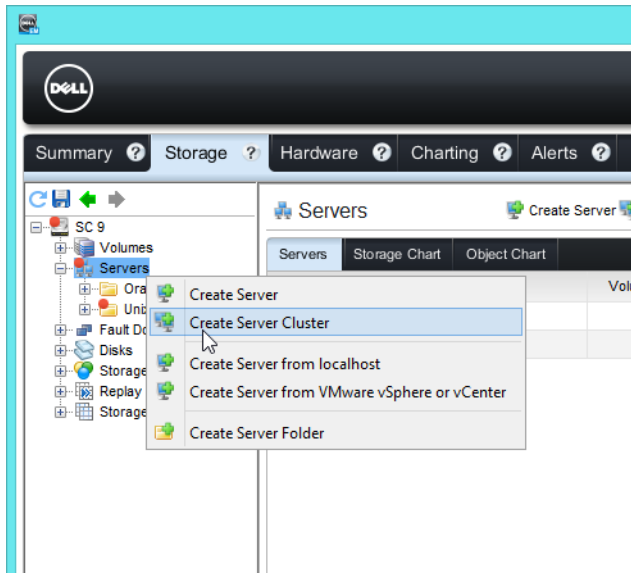 DELL
Summary ? Storage ? Hardware ? Charting ? Alerts ?
SC 9
Volumes
Servers
Fault
Disks
Storage
Replay
Storage
Servers
Create Server
Servers Storage Chart Object Chart
Create Server
Create Server Cluster
Create Server from localhost
Create Server from VMware vSphere or vCenter
Create Server Folder